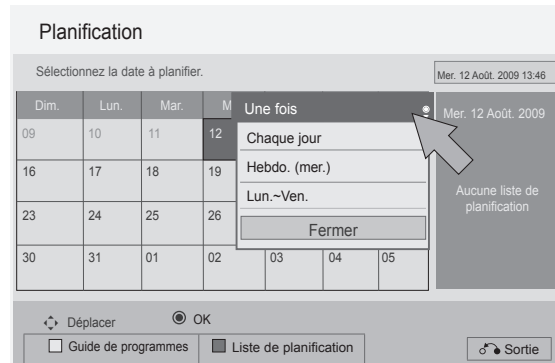 Planification
Sélectionnez la date à planifier.
Mer. 12 Août. 2009 13:46
Dim. Lun. Mar. M
Une fois
Mer. 12 Août. 2009
09 10 11 12
Chaque jour
Hebdo. (mer.)
16 17 18 19
Lun.~Ven.
Aucune liste de
planification
23 24 25 26
Fermer
30 31 01 02 03 04 05
Déplacer OK
Guide de programmes Liste de planification Sortie